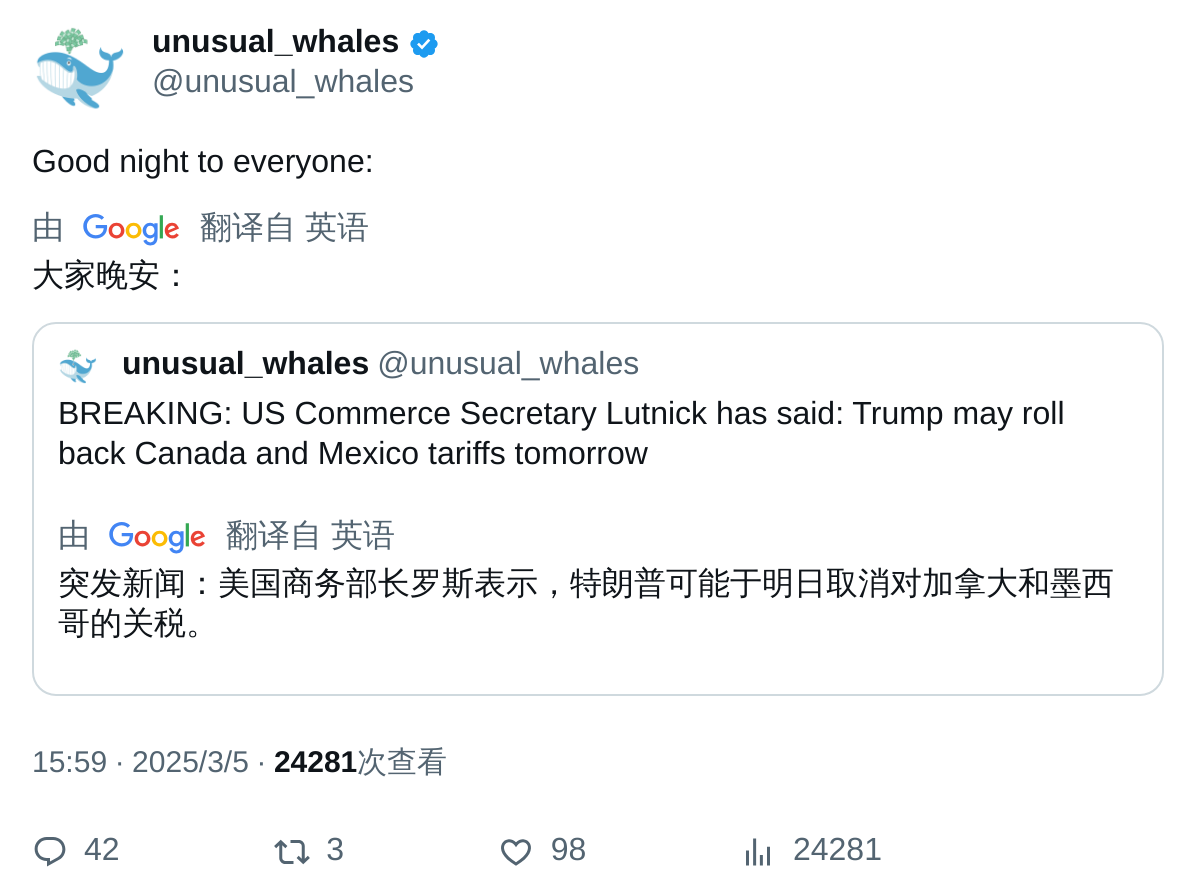 unusual_whales
@unusual_whales
Good night to everyone:
由 Google 翻译自 英语
大家晚安：
unusual_whales @unusual_whales
BREAKING: US Commerce Secretary Lutnick has said: Trump may roll
back Canada and Mexico tariffs tomorrow
由 Google 翻译自 英语
突发新闻：美国商务部长罗斯表示，特朗普可能于明日取消对加拿大和墨西
哥的关税。
15:59 · 2025/3/5 · 24281次查看
42 3 98 24281